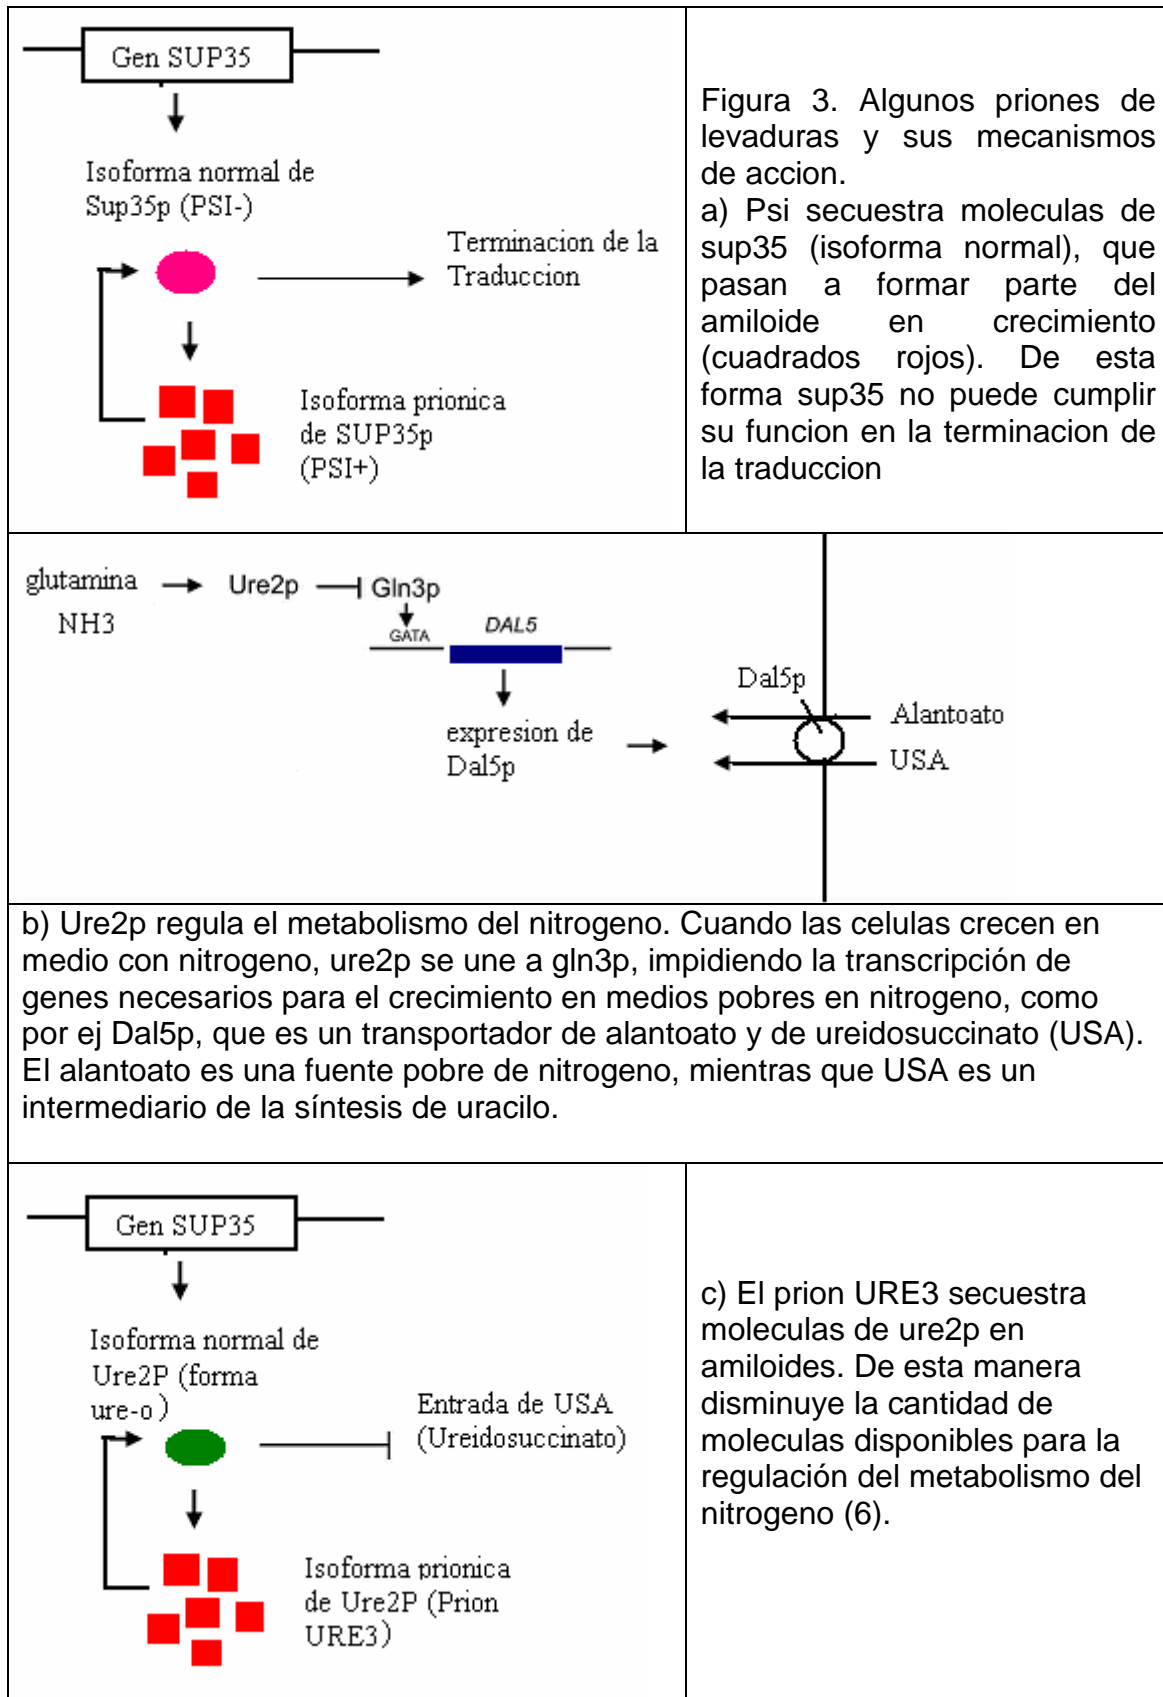 Gen SUP35
Isoforma normal de
Sup35p (PSI-)
Terminacion de la
Traduccion
Isoforma prionica
de SUP35p
(PSI+)
Figura 3. Algunos priones de
levaduras y sus mecanismos
de accion.
a) Psi secuestra moleculas de
sup35 (isoforma normal), que
pasan a formar parte del
amiloide en crecimiento
(cuadrados rojos). De esta
forma sup35 no puede cumplir
su funcion en la terminacion de
la traduccion
glutamina
NH3
Ure2p
Gln3p
GATA
DAL5
expresion de
Dal5p
Dal5p
Alantoato
USA
b) Ure2p regula el metabolismo del nitrogeno. Cuando las celulas crecen en
medio con nitrogeno, ure2p se une a gln3p, impidiendo la transcripción de
genes necesarios para el crecimiento en medios pobres en nitrogeno, como
por ej Dal5p, que es un transportador de alantoato y de ureidosuccinato (USA).
El alantoato es una fuente pobre de nitrogeno, mientras que USA es un
intermediario de la síntesis de uracilo.
Gen SUP35
Isoforma normal de
Ure2P (forma
ure-o )
Entrada de USA
(Ureidosuccinato)
Isoforma prionica
de Ure2P (Prion
URE3)
c) El prion URE3 secuestra
moleculas de ure2p en
amiloides. De esta manera
disminuye la cantidad de
moleculas disponibles para la
regulación del metabolismo del
nitrogeno (6).